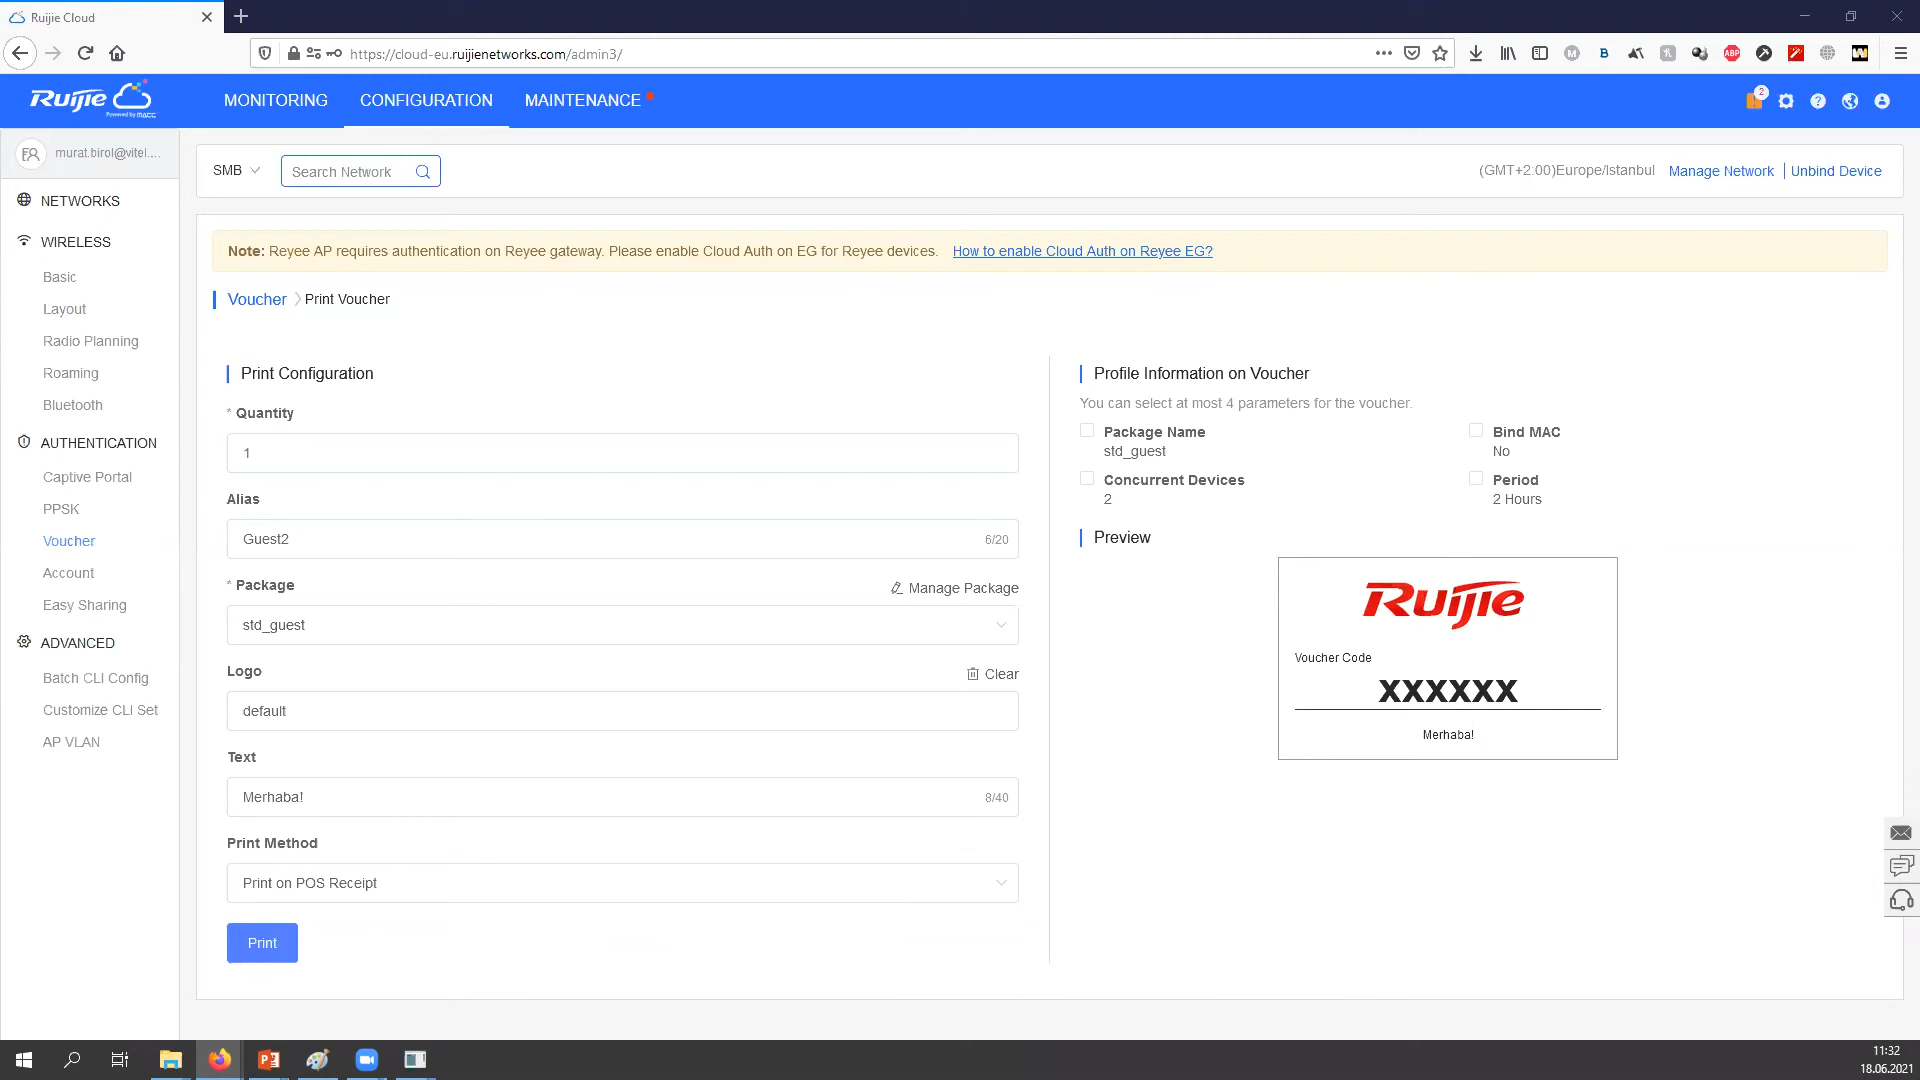 Ruijie Cloud
https://cloud-eu.ruijienetworks.com/admin3/
Ruijie
Powered by MACC
MONITORING
CONFIGURATION
MAINTENANCE
2
murat.birol@vitel....
SMB
Search Network
(GMT+2:00)Europe/Istanbul
Manage Network
Unbind Device
NETWORKS
WIRELESS
Basic
Layout
Radio Planning
Roaming
Bluetooth
AUTHENTICATION
Captive Portal
PPSK
Voucher
Account
Easy Sharing
ADVANCED
Batch CLI Config
Customize CLI Set
AP VLAN
Note: Reyee AP requires authentication on Reyee gateway. Please enable Cloud Auth on EG for Reyee devices. How to enable Cloud Auth on Reyee EG?
Voucher
Print Voucher
Print Configuration
* Quantity
1
Alias
Guest2
6/20
* Package
Manage Package
std_guest
Logo
Clear
default
Text
Merhaba!
8/40
Print Method
Print on POS Receipt
Print
Profile Information on Voucher
You can select at most 4 parameters for the voucher.
Package Name
std_guest
Bind MAC
No
Concurrent Devices
2
Period
2 Hours
Preview
Ruijie
Voucher Code
XXXXXX
Merhaba!
11:32
18.06.2021